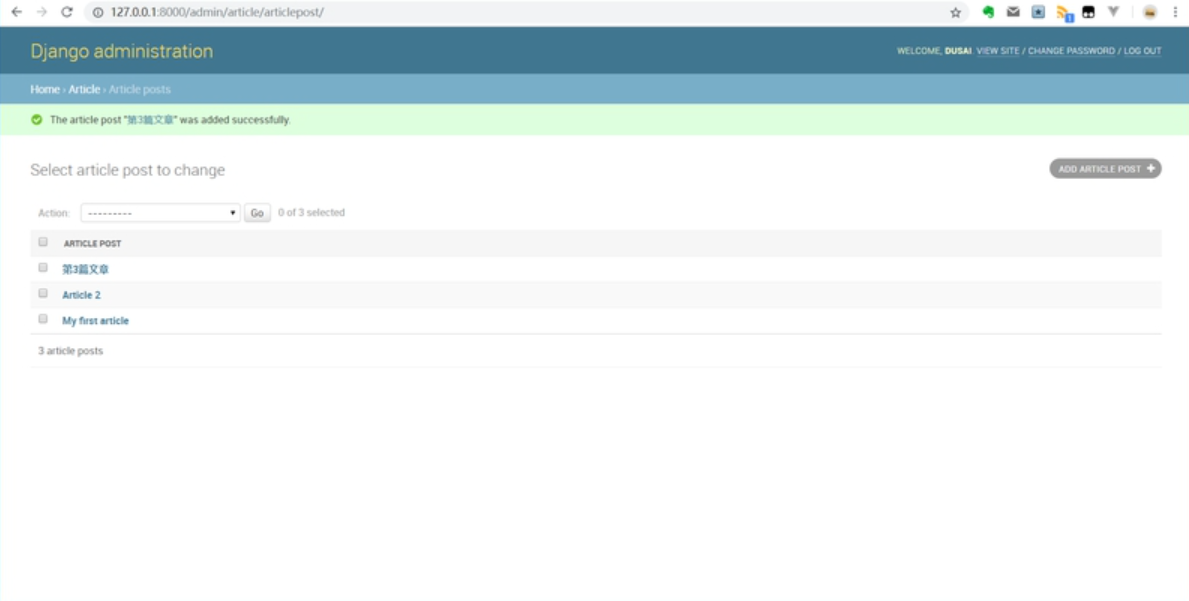 127.0.0.1:8000/admin/article/articlepost/
1
Django administration
WELCOME, DUSAI. VIEW SITE / CHANGE PASSWORD / LOG OUT
Home › Article › Article posts
The article post "第3篇文章" was added successfully.
Select article post to change
ADD ARTICLE POST +
Action: --------- Go 0 of 3 selected
ARTICLE POST
第3篇文章
Article 2
My first article
3 article posts